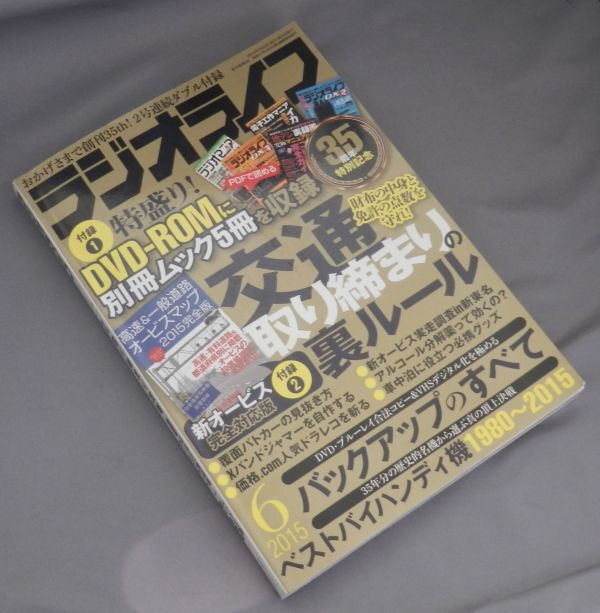 おかげさまで創刊35th! 2号連続ダブル付録
ラジオライフ
付録
1
特盛り!
DVD-ROMに
別冊ムック5冊を収録
PDFで読める
35
周年
特別記念
財布の中身と
免許の点数を
守れ!
交通
取り締まりの
裏ルール
高速&一般道路
オービスマップ
2015完全版
付録
2
新オービス
完全対応版
新オービス実走調査in新東名
アルコール分解薬って効くの?
車中泊に役立つ必携グッズ
覆面パトカーの見抜き方
Xバンドジャマーを自作する
価格.com人気ドラレコを斬る
DVD・ブルーレイ合法コピー&VHSデジタル化を極める
バックアップのすべて
35年分の歴史的名機から選ぶ真の頂上決戦
ベストバイハンディ機1980〜2015
6
2015